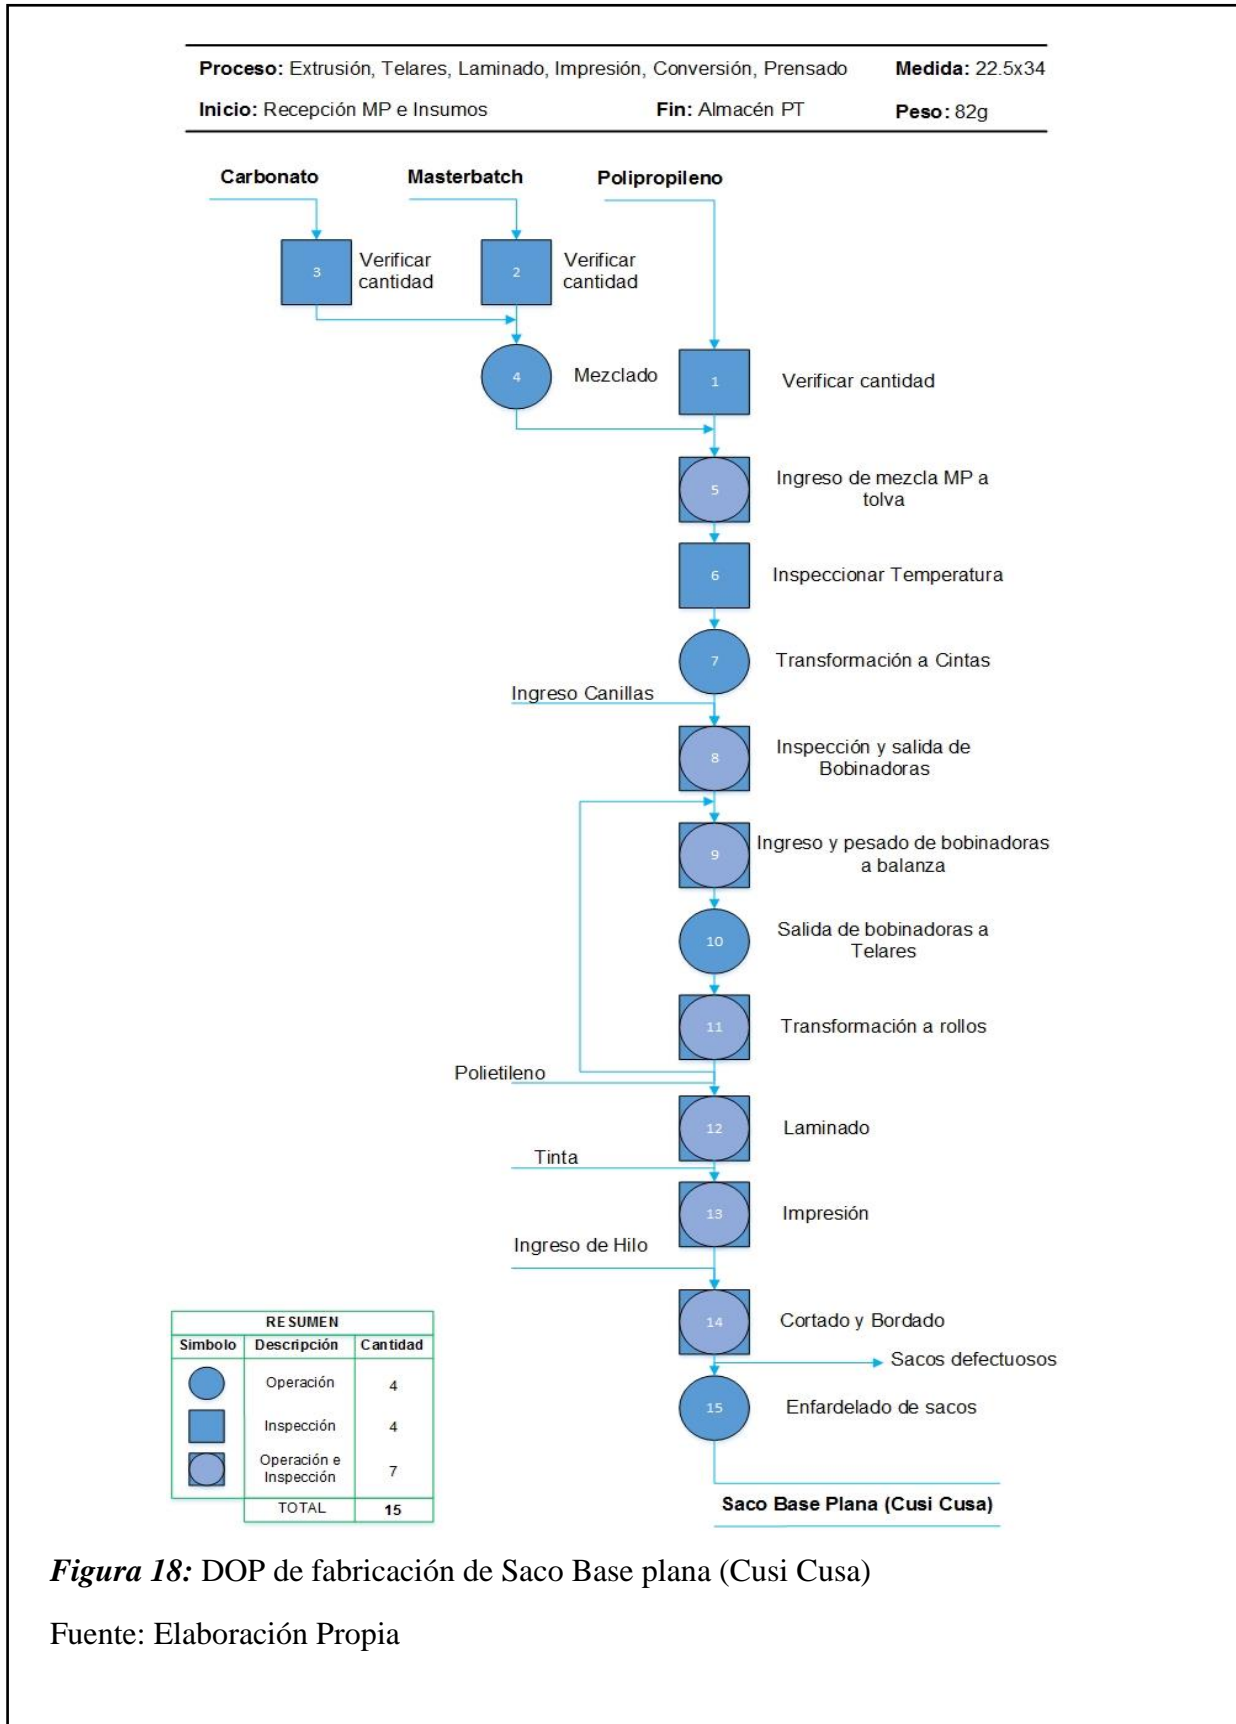 Proceso: Extrusión, Telares, Laminado, Impresión, Conversión, Prensado Medida: 22.5x34
Inicio: Recepción MP e Insumos Fin: Almacén PT Peso: 82g
Carbonato Masterbatch Polipropileno
3 Verificar cantidad
2 Verificar cantidad
4 Mezclado
1 Verificar cantidad
5 Ingreso de mezcla MP a
tolva
6 Inspeccionar Temperatura
7 Transformación a Cintas
Ingreso Canillas
8 Inspección y salida de
Bobinadoras
9 Ingreso y pesado de bobinadoras
a balanza
10 Salida de bobinadoras a
Telares
11 Transformación a rollos
Polietileno
12 Laminado
Tinta
13 Impresión
Ingreso de Hilo
14 Cortado y Bordado
Sacos defectuosos
15 Enfardelado de sacos
Saco Base Plana (Cusi Cusa)
RESUMEN
Simbolo Descripción Cantidad
Operación 4
Inspección 4
Operación e
Inspección 7
TOTAL 15
Figura 18: DOP de fabricación de Saco Base plana (Cusi Cusa)
Fuente: Elaboración Propia